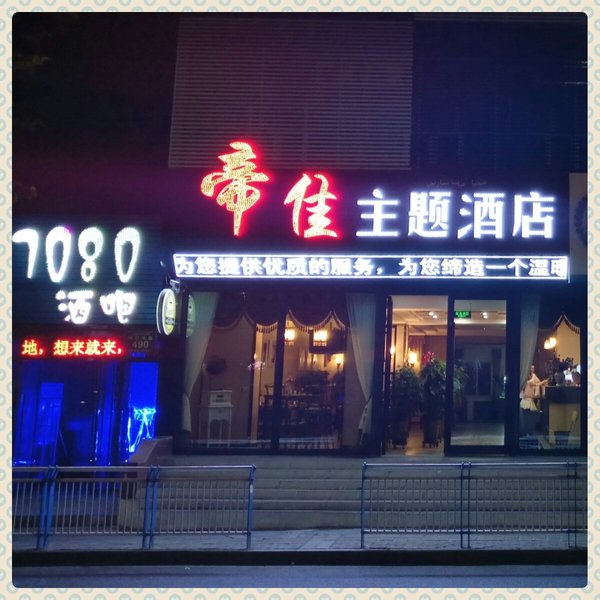 帝佳主题酒店
为您提供优质的服务，为您缔造一个温暖
7080
酒吧
地，想来就来，
490